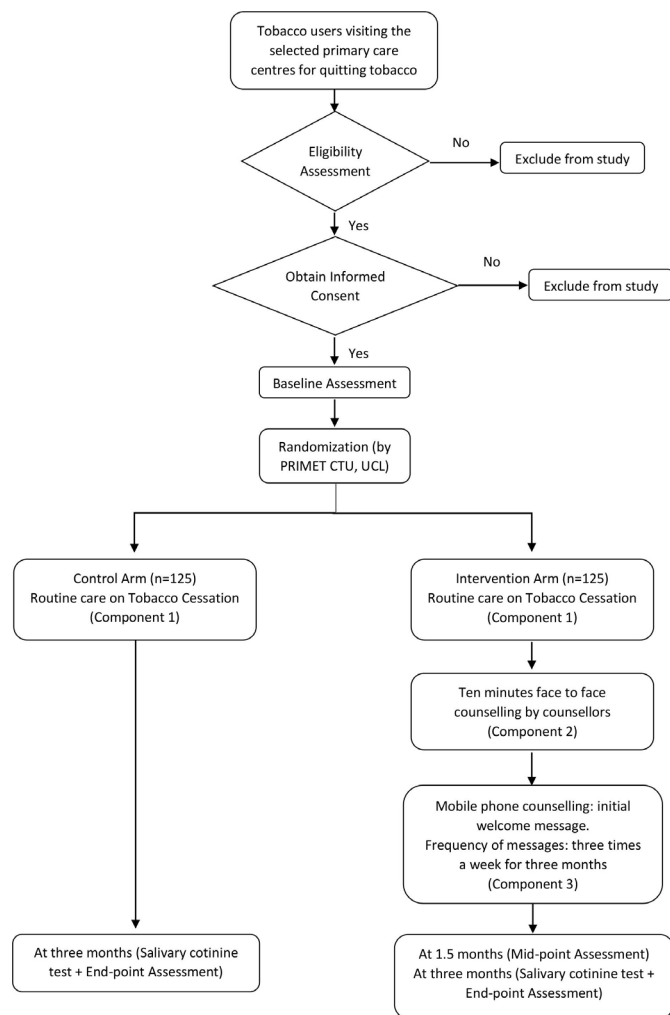 Tobacco users visiting the
selected primary care
centres for quitting tobacco
Eligibility
Assessment
No
Exclude from study
Yes
Obtain Informed
Consent
No
Exclude from study
Yes
Baseline Assessment
Randomization (by
PRIMET CTU, UCL)
Control Arm (n=125)
Routine care on Tobacco Cessation
(Component 1)
Intervention Arm (n=125)
Routine care on Tobacco Cessation
(Component 1)
Ten minutes face to face
counselling by counsellors
(Component 2)
Mobile phone counselling: initial
welcome message.
Frequency of messages: three times
a week for three months
(Component 3)
At three months (Salivary cotinine
test + End-point Assessment)
At 1.5 months (Mid-point Assessment)
At three months (Salivary cotinine test +
End-point Assessment)